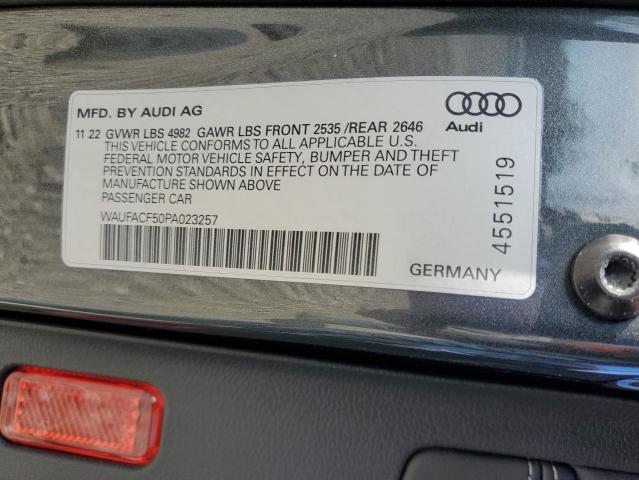 MFD. BY AUDI AG
11 22 GVWR LBS 4982 GAWR LBS FRONT 2535 /REAR 2646
THIS VEHICLE CONFORMS TO ALL APPLICABLE U.S.
FEDERAL MOTOR VEHICLE SAFETY, BUMPER AND THEFT
PREVENTION STANDARDS IN EFFECT ON THE DATE OF
MANUFACTURE SHOWN ABOVE
PASSENGER CAR
WAUFACF50PA023257
GERMANY
Audi
4551519